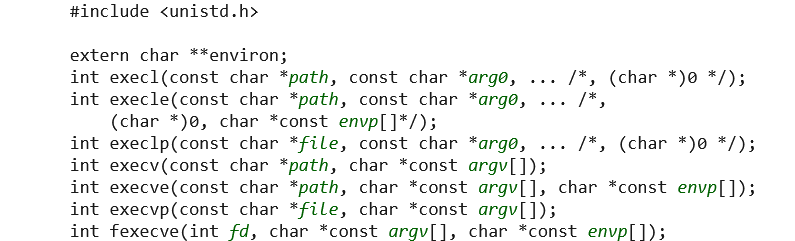 #include <unistd.h>
extern char **environ;
int execl(const char *path, const char *arg0, ... /*, (char *)0 */);
int execle(const char *path, const char *arg0, ... /*,
(char *)0, char *const envp[]*/);
int execlp(const char *file, const char *arg0, ... /*, (char *)0 */);
int execv(const char *path, char *const argv[]);
int execve(const char *path, char *const argv[], char *const envp[]);
int execvp(const char *file, char *const argv[]);
int fexecve(int fd, char *const argv[], char *const envp[]);